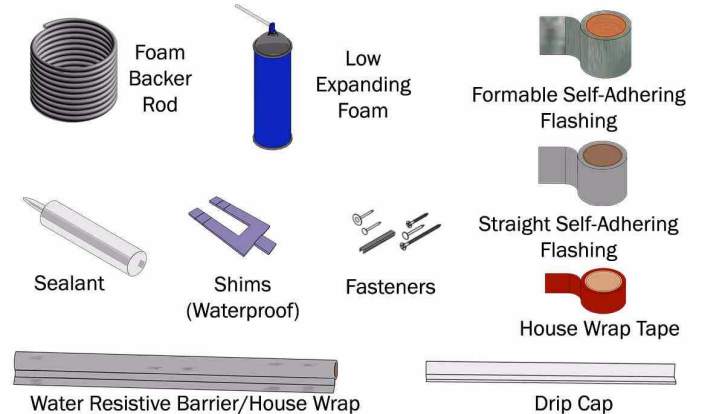 Foam
Backer
Rod
Low
Expanding
Foam
Formable Self-Adhering
Flashing
Straight Self-Adhering
Flashing
Sealant
Shims
(Waterproof)
Fasteners
House Wrap Tape
Water Resistive Barrier/House Wrap
Drip Cap